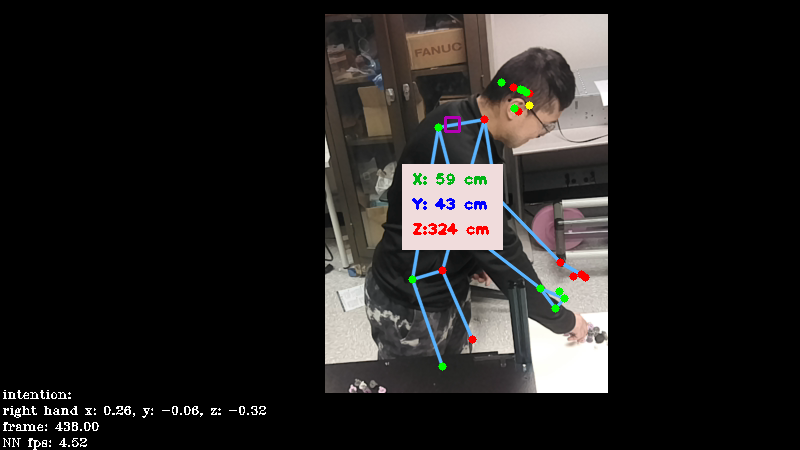 FANUC
X: 59 cm
Y: 43 cm
Z:324 cm
intention:
right hand x: 0.26, y: -0.06, z: -0.32
frame: 438.00
NN fps: 4.52